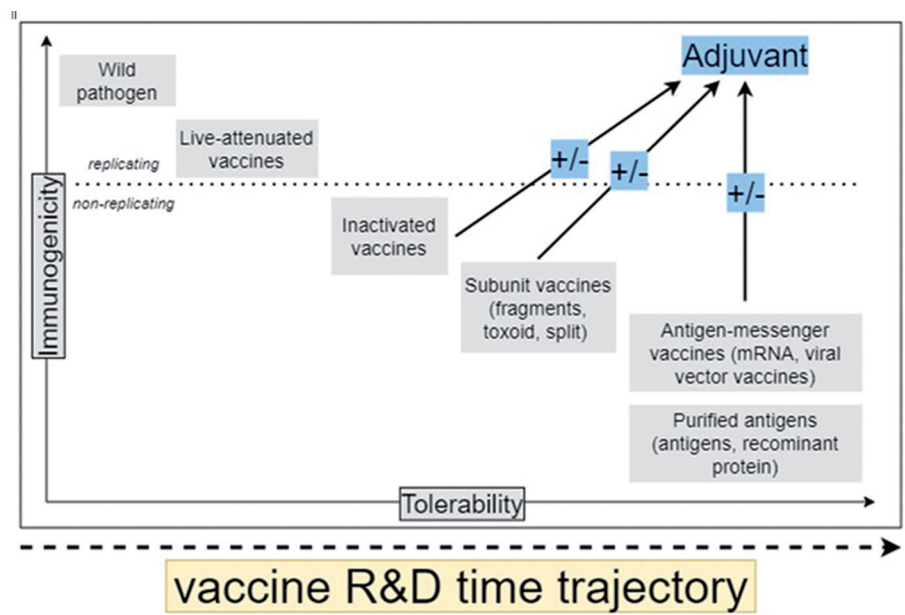 II
Adjuvant
Wild
pathogen
Live-attenuated
vaccines
replicating
non-replicating
+/-
+/-
+/-
Immunogenicity
Inactivated
vaccines
Subunit vaccines
(fragments,
toxoid, split)
Antigen-messenger
vaccines (mRNA, viral
vector vaccines)
Purified antigens
(antigens, recominant
protein)
Tolerability
vaccine R&D time trajectory